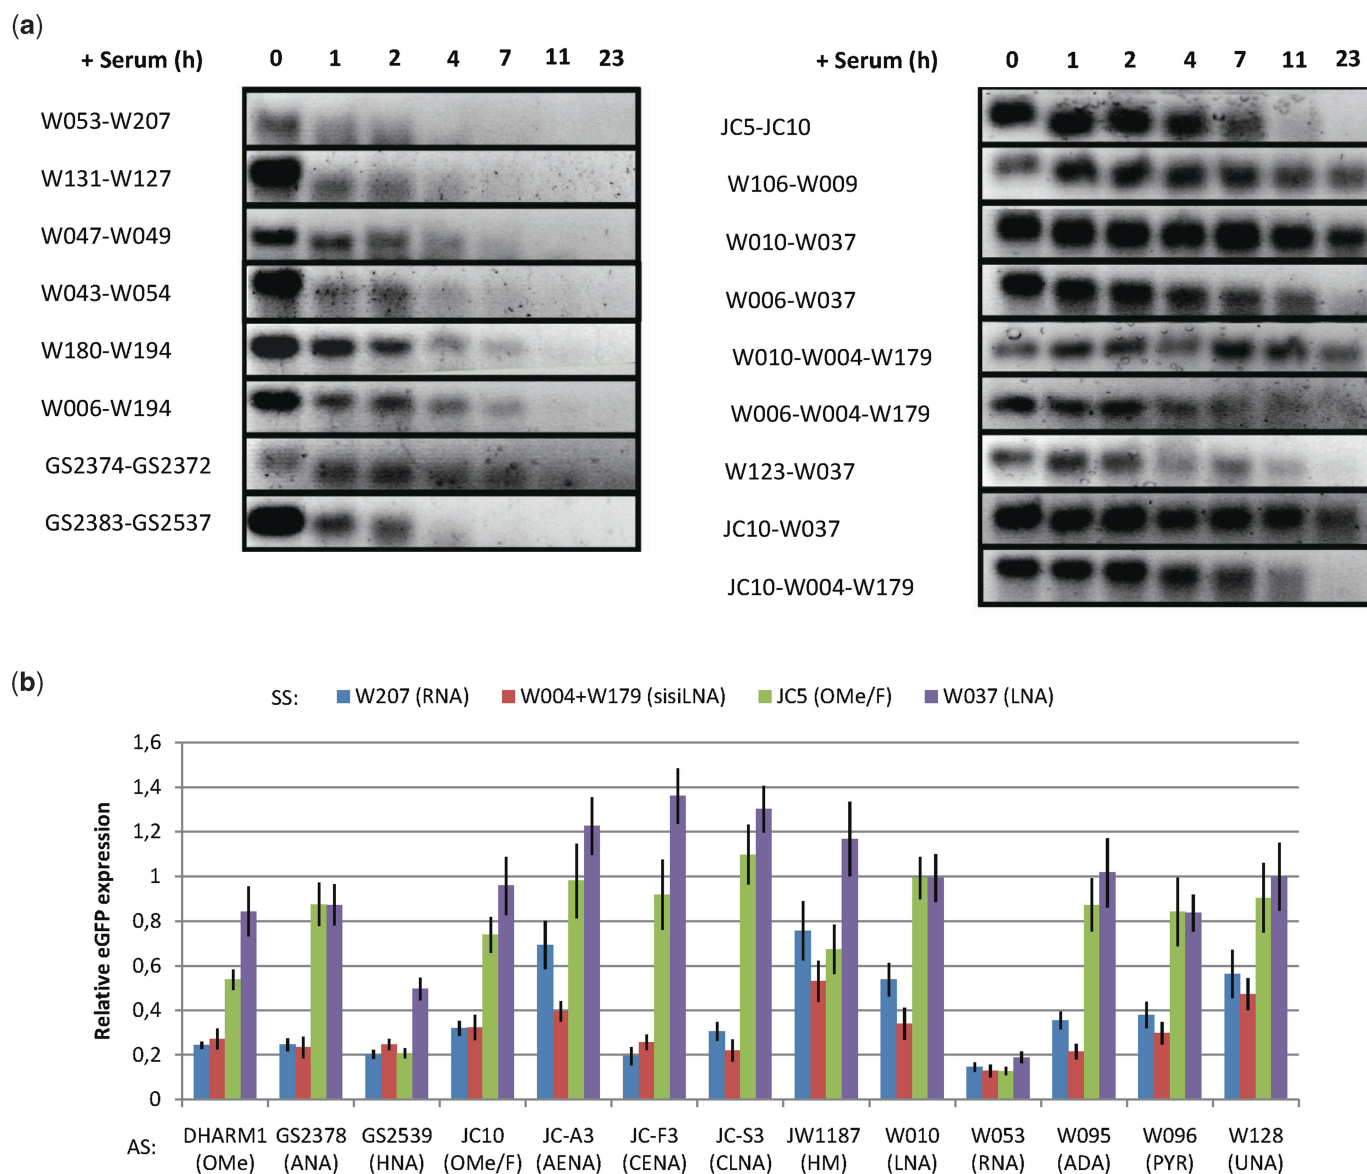 (a)
+ Serum (h) 0 1 2 4 7 11 23
W053-W207
W131-W127
W047-W049
W043-W054
W180-W194
W006-W194
GS2374-GS2372
GS2383-GS2537
+ Serum (h) 0 1 2 4 7 11 23
JC5-JC10
W106-W009
W010-W037
W006-W037
W010-W004-W179
W006-W004-W179
W123-W037
JC10-W037
JC10-W004-W179
(b)
SS: W207 (RNA) W004+W179 (sisiLNA) JC5 (OMe/F) W037 (LNA)
Relative eGFP expression
1,6
1,4
1,2
1
0,8
0,6
0,4
0,2
0
AS: DHARM1 GS2378 GS2539 JC10 JC-A3 JC-F3 JC-S3 JW1187 W010 W053 W095 W096 W128
(OMe) (ANA) (HNA) (OMe/F) (AENA) (CENA) (CLNA) (HM) (LNA) (RNA) (ADA) (PYR) (UNA)